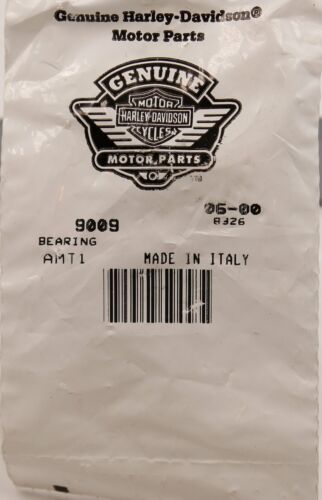 Genuine Harley-Davidson®
Motor Parts
GENUINE
MOTOR
HARLEY-DAVIDSON
CYCLES
MOTOR PARTS
TM
9009 06-00
8326
BEARING
AMT1 MADE IN ITALY